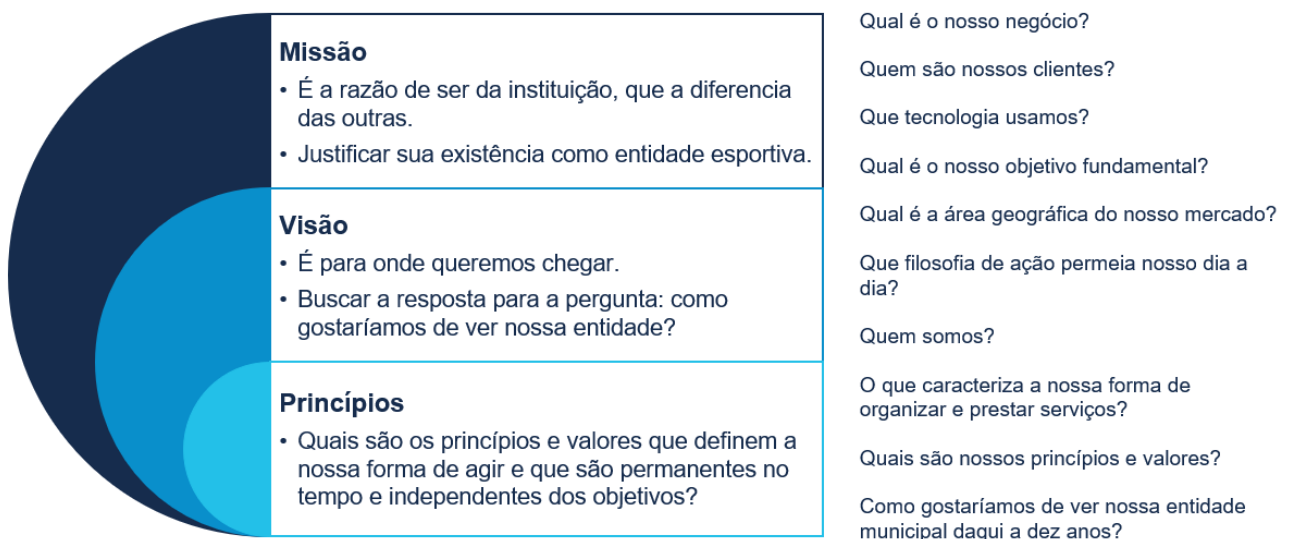 Missão
• É a razão de ser da instituição, que a diferencia
das outras.
• Justificar sua existência como entidade esportiva.
Visão
• É para onde queremos chegar.
• Buscar a resposta para a pergunta: como
gostaríamos de ver nossa entidade?
Princípios
• Quais são os princípios e valores que definem a
nossa forma de agir e que são permanentes no
tempo e independentes dos objetivos?
Qual é o nosso negócio?
Quem são nossos clientes?
Que tecnologia usamos?
Qual é o nosso objetivo fundamental?
Qual é a área geográfica do nosso mercado?
Que filosofia de ação permeia nosso dia a
dia?
Quem somos?
O que caracteriza a nossa forma de
organizar e prestar serviços?
Quais são nossos princípios e valores?
Como gostaríamos de ver nossa entidade
municipal daqui a dez anos?